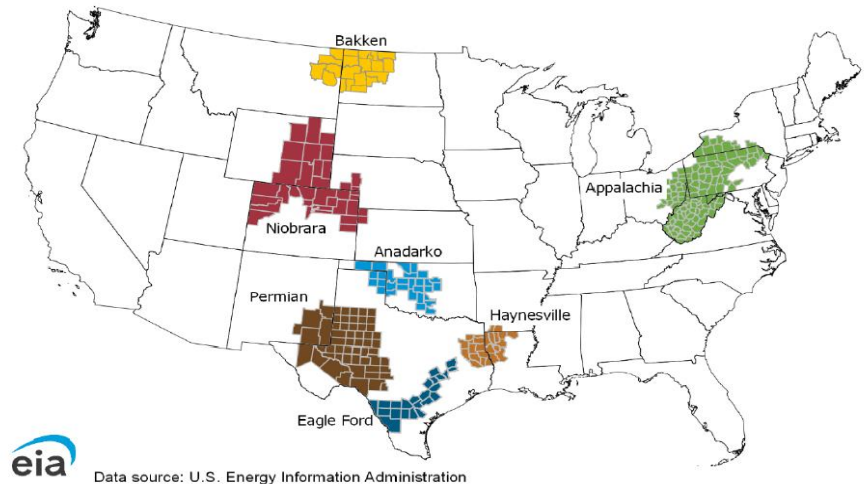 Bakken
Appalachia
Niobrara
Anadarko
Permian
Haynesville
Eagle Ford
eia
Data source: U.S. Energy Information Administration